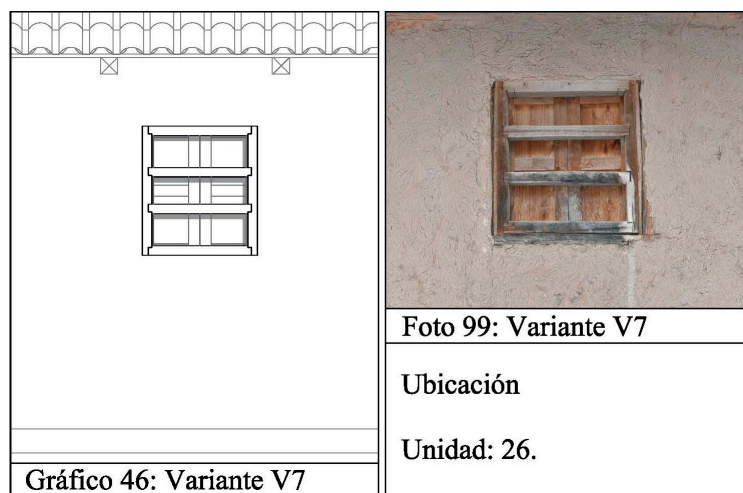 Gráfico 46: Variante V7
Foto 99: Variante V7
Ubicación
Unidad: 26.